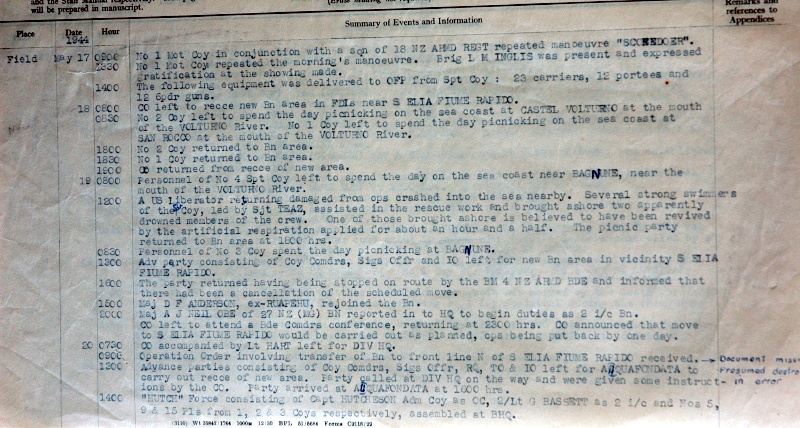 and the Staff Manual respectively.
will be prepared in manuscript.
Remarks and
references to
Appendices
Summary of Events and Information
Place Day Hour
1944
Field May 17 0900 No 1 Mot Coy in conjunction with a sqn of 18 NZ ARMD REGT repeated manoeuvre "SCOREDOER".
2330 No 1 Mot Coy repeated the morning's manoeuvre. Brig L M INGLIS was present and expressed
gratification at the showing made.
1400 The following equipment was delivered to OFP from Spt Coy : 23 carriers, 12 portees and
12 6pdr guns.
18 0800 CO left to recce new Bn area in FDLs near S ELIA FIUME RAPIDO.
0830 No 2 Coy left to spend the day picnicking on the sea coast at CASTEL VOLTURNO at the mouth
of the VOLTURNO River. No 1 Coy left to spend the day picnicking on the sea coast at
SAN ROCCO at the mouth of the VOLTURNO River.
1800 No 2 Coy returned to Bn area.
1830 No 1 Coy returned to Bn area.
1900 CO returned from recce of new area.
19 0800 Personnel of No 4 Spt Coy left to spend the day on the sea coast near BAGNUNE, near the
mouth of the VOLTURNO River.
1200 A US Liberator returning damaged from ops crashed into the sea nearby. Several strong swimmers
of the Coy, led by Sjt TEAZ, assisted in the rescue work and brought ashore two apparently
drowned members of the crew. One of those brought ashore is believed to have been revived
by the artificial respiration applied for about an hour and a half. The picnic party
returned to Bn area at 1800 hrs.
0830 Personnel of No 3 Coy spent the day picnicking at BAGNUNE.
1300 Adv party consisting of Coy Comdrs, Sigs Offr and IO left for new Bn area in vicinity S ELIA
FIUME RAPIDO.
1600 The party returned having being stopped on route by the BM 4 NZ ARMD BDE and informed that
there had been a cancellation of the scheduled move.
1500 Maj D F ANDERSON, ex-RUAPEHU, rejoined the Bn.
2000 Maj A J NEIL OBE of 27 NZ (MG) BN reported in to HQ to begin duties as 2 i/c Bn.
CO left to attend a Bde Comdrs conference, returning at 2300 hrs. CO announced that move
to S ELIA FIUME RAPIDO would be carried out as planned, ops being put back by one day.
20 0730 CO accompanied by Lt HART left for DIV HQ.
0900 Operation Order involving transfer of Bn to front line N of S ELIA FIUME RAPIDO received. → Document
1300 Advance parties consisting of Coy Comdrs, Sigs Offr, RQ, TO & IO left for AQUAFONDATA to Presumed
carry out recce of new area. Party called at DIV HQ on the way and were given some instruct- in error
ions by the CO. Party arrived at AQUAFONDATA at 1600 hrs.
1400 "HUTCH" Force consisting of Capt HUTCHESON Adm Coy as OC, 2/Lt G BASSETT as 2 i/c and Nos 5,
9 & 15 Pls from 1, 2 & 3 Coys respectively, assembled at BHQ.